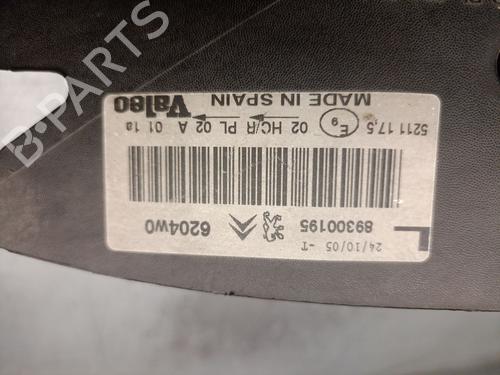 24/10/05 -T
L
89300195 6204W0
5211 17,5 E9 02 HC/R PL 02 A 01 1a
MADE IN SPAIN
Valeo
B-PARTS